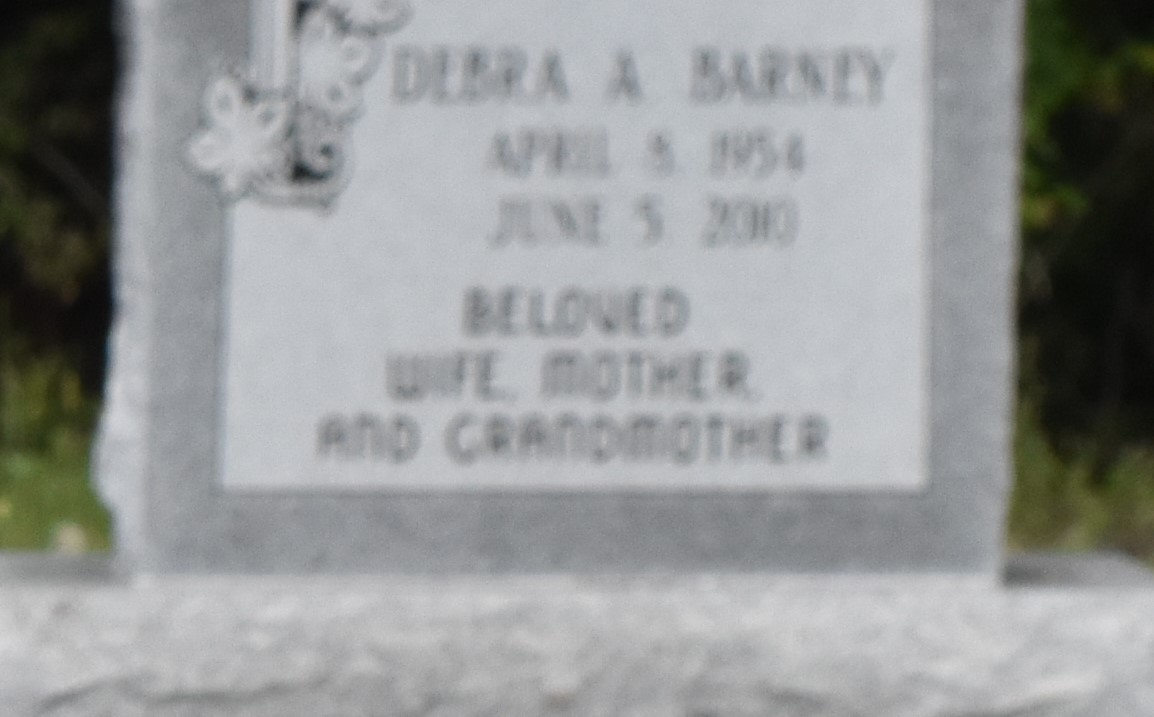 DEBRA A BARNEY
APRIL 1954
JUNE 5 2010
BELOVED
WIFE, MOTHER,
AND GRANDMOTHER